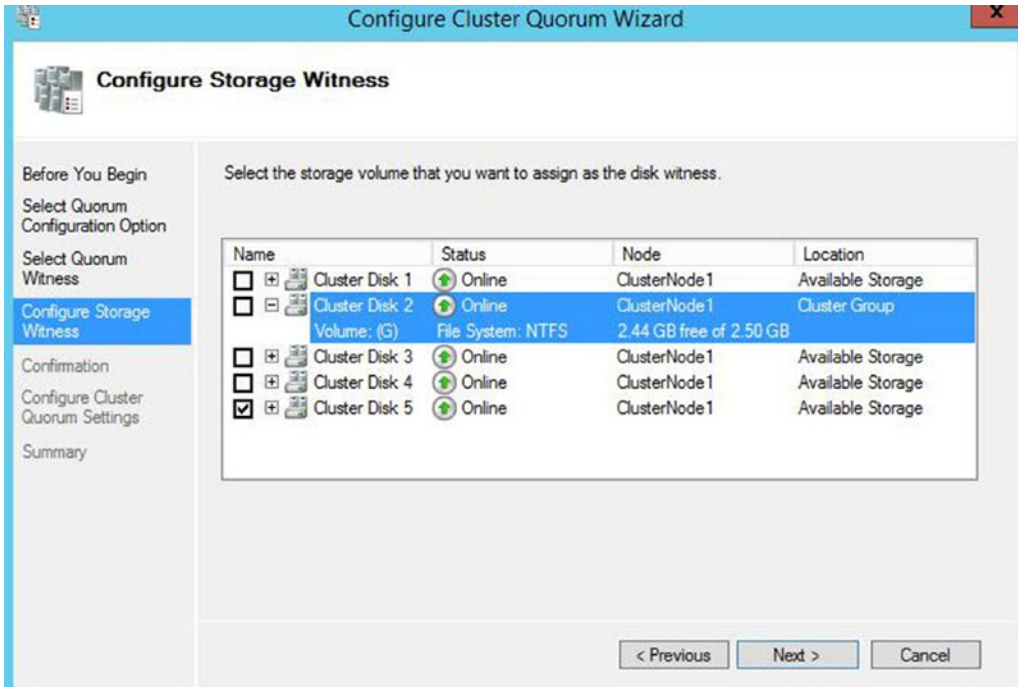 Configure Cluster Quorum Wizard
x
Configure Storage Witness
Before You Begin
Select Quorum
Configuration Option
Select Quorum
Witness
Configure Storage
Witness
Confirmation
Configure Cluster
Quorum Settings
Summary
Select the storage volume that you want to assign as the disk witness.
Name Status Node Location
Cluster Disk 1 Online ClusterNode1 Available Storage
Cluster Disk 2 Online ClusterNode1 Cluster Group
Volume: (G) File System: NTFS 2.44 GB free of 2.50 GB
Cluster Disk 3 Online ClusterNode1 Available Storage
Cluster Disk 4 Online ClusterNode1 Available Storage
Cluster Disk 5 Online ClusterNode1 Available Storage
< Previous Next > Cancel